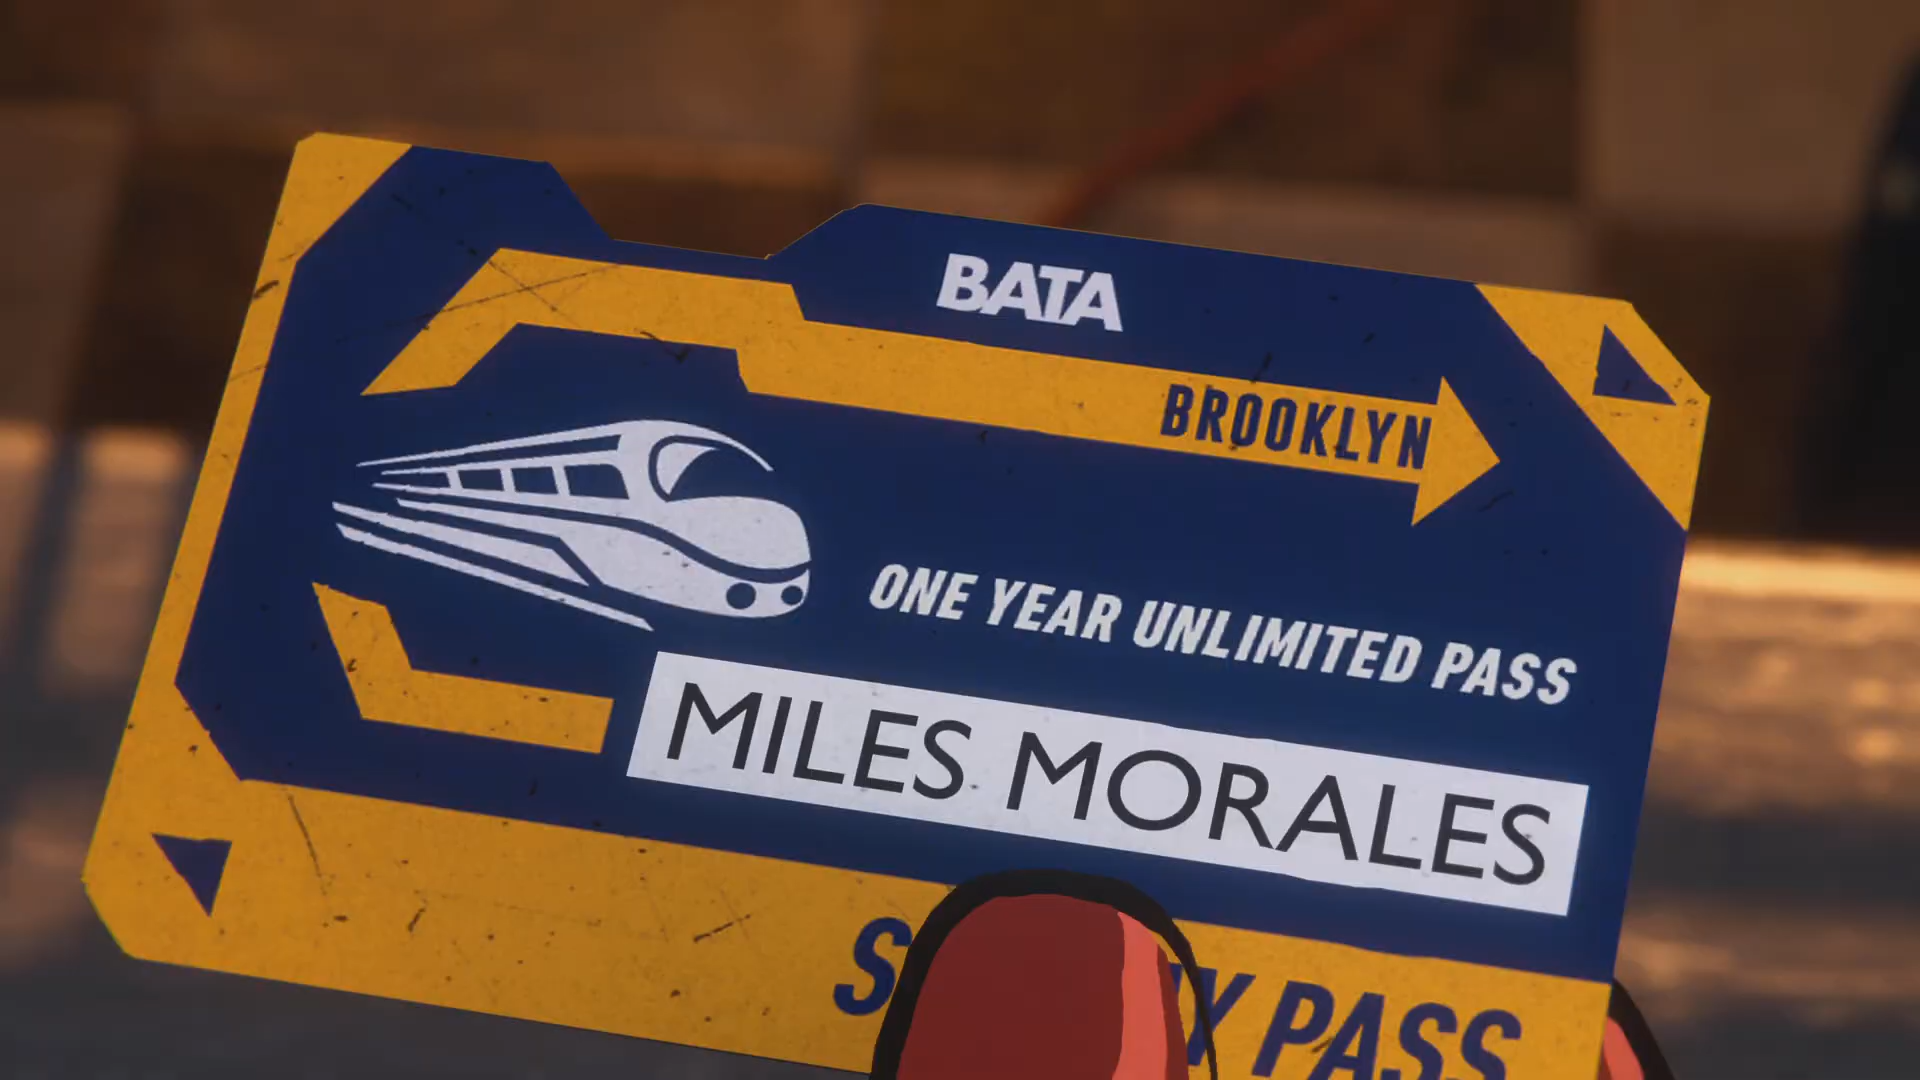 BATA
BROOKLYN
ONE YEAR UNLIMITED PASS
MILES MORALES
PASS